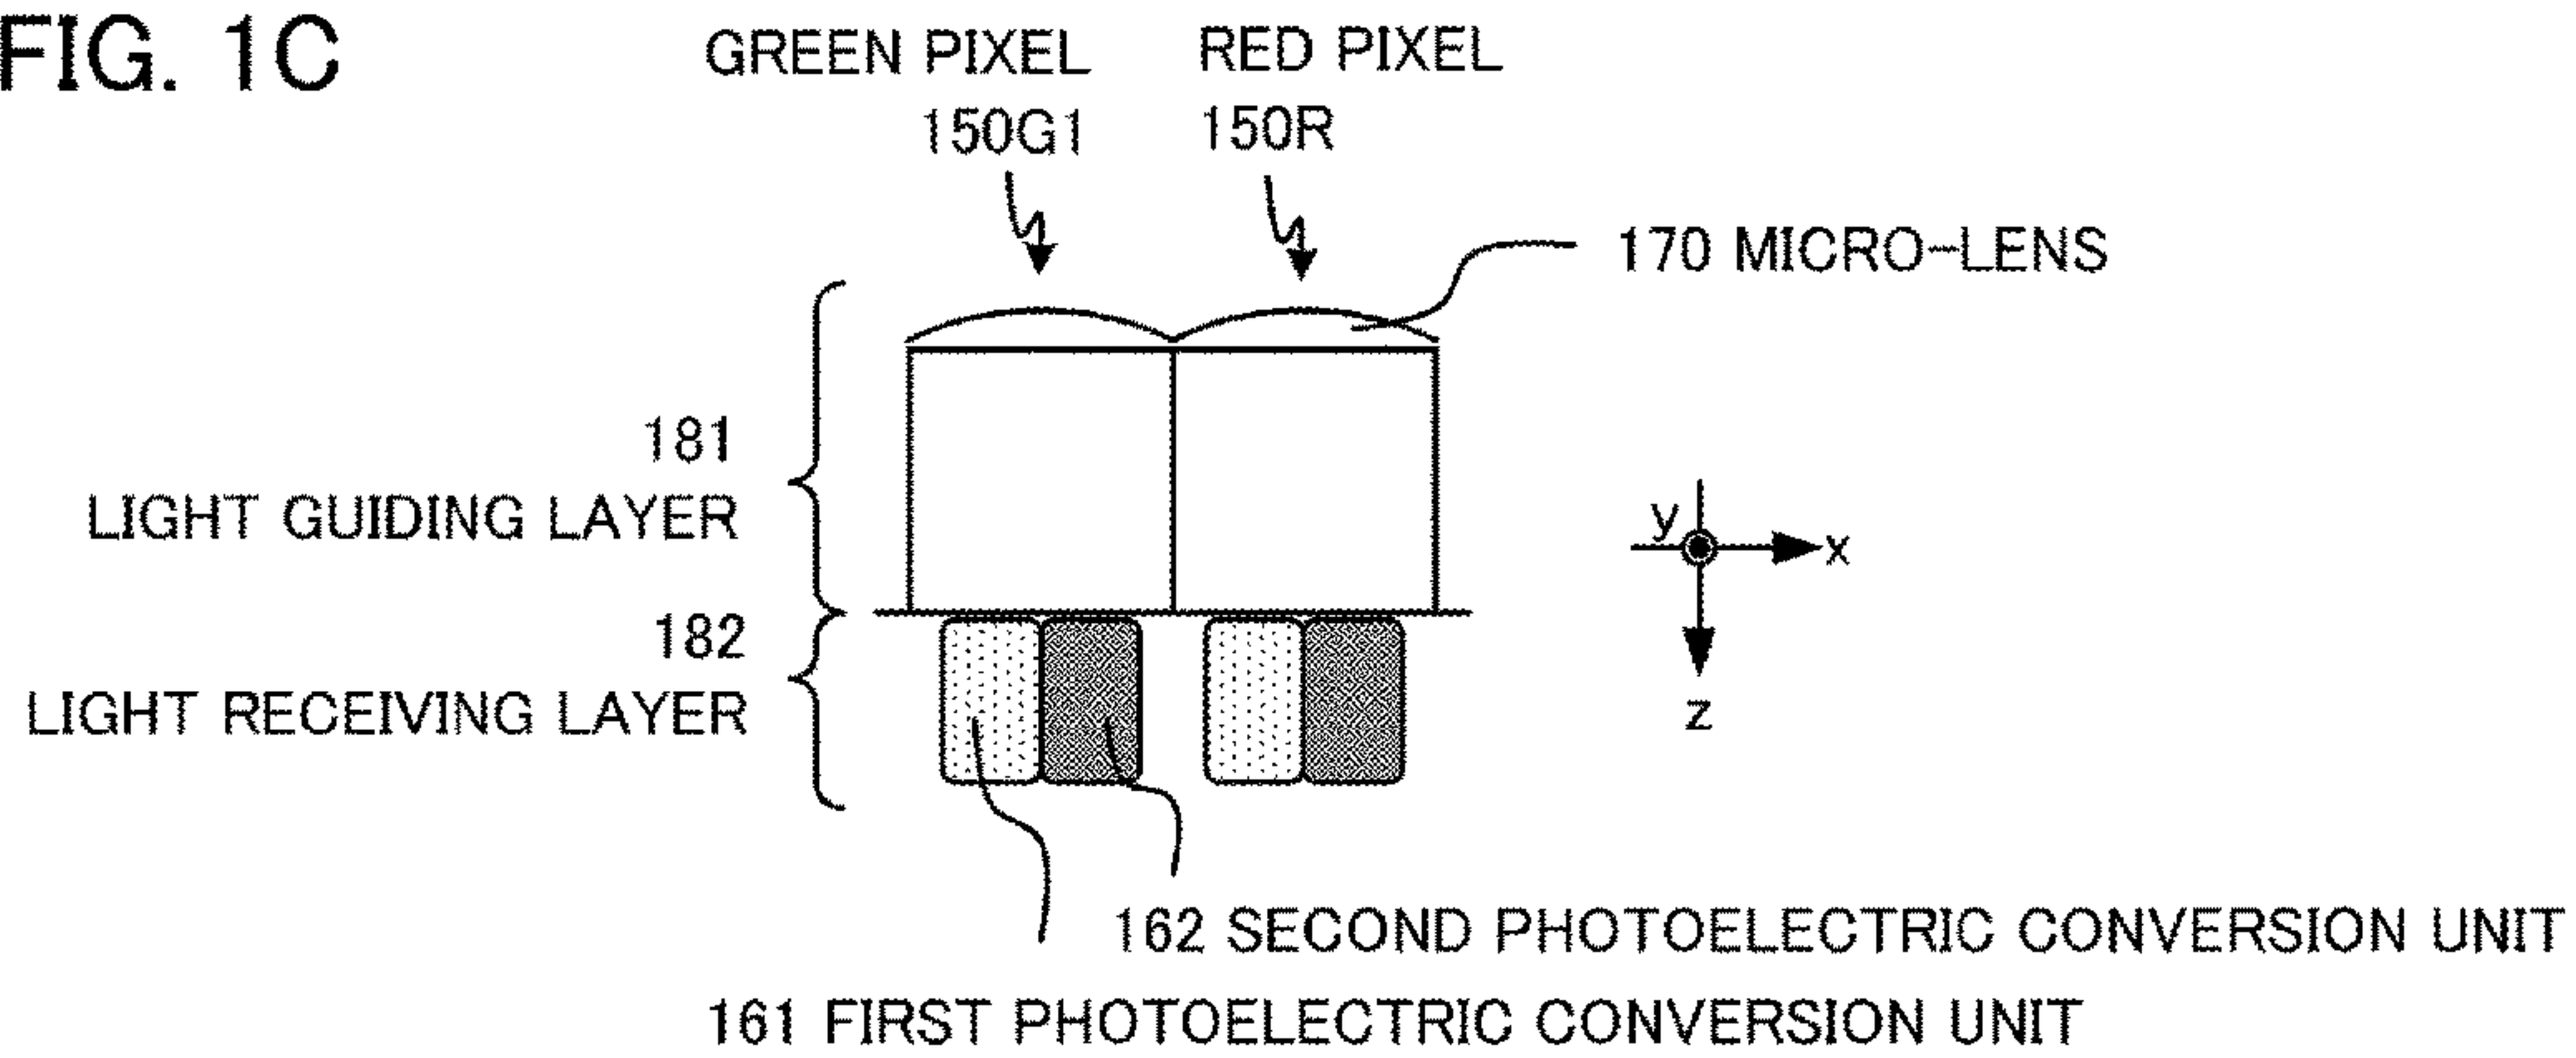 FIG. 1C
GREEN PIXEL
150G1
RED PIXEL
150R
170 MICRO-LENS
181
LIGHT GUIDING LAYER
182
LIGHT RECEIVING LAYER
y
x
z
162 SECOND PHOTOELECTRIC CONVERSION UNIT
161 FIRST PHOTOELECTRIC CONVERSION UNIT